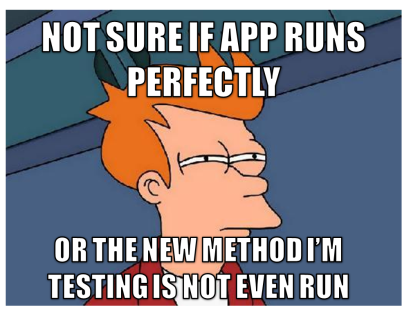 NOT SURE IF APP RUNS
PERFECTLY
OR THE NEW METHOD I'M
TESTING IS NOT EVEN RUN